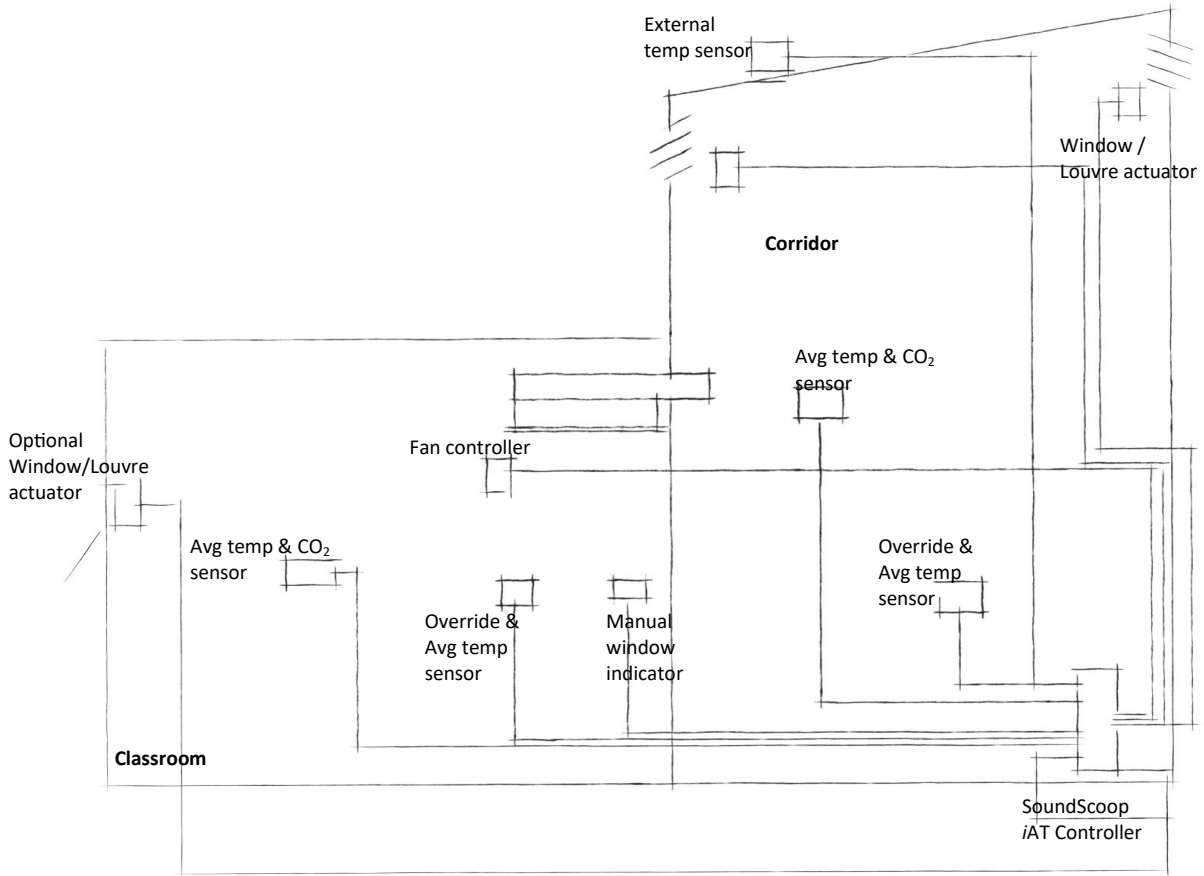 External
temp sensor
Window /
Louvre actuator
Corridor
Avg temp & CO₂
sensor
Fan controller
Optional
Window/Louvre
actuator
Avg temp & CO₂
sensor
Override &
Avg temp
sensor
Override &
Avg temp
sensor
Manual
window
indicator
Classroom
SoundScoop
iAT Controller